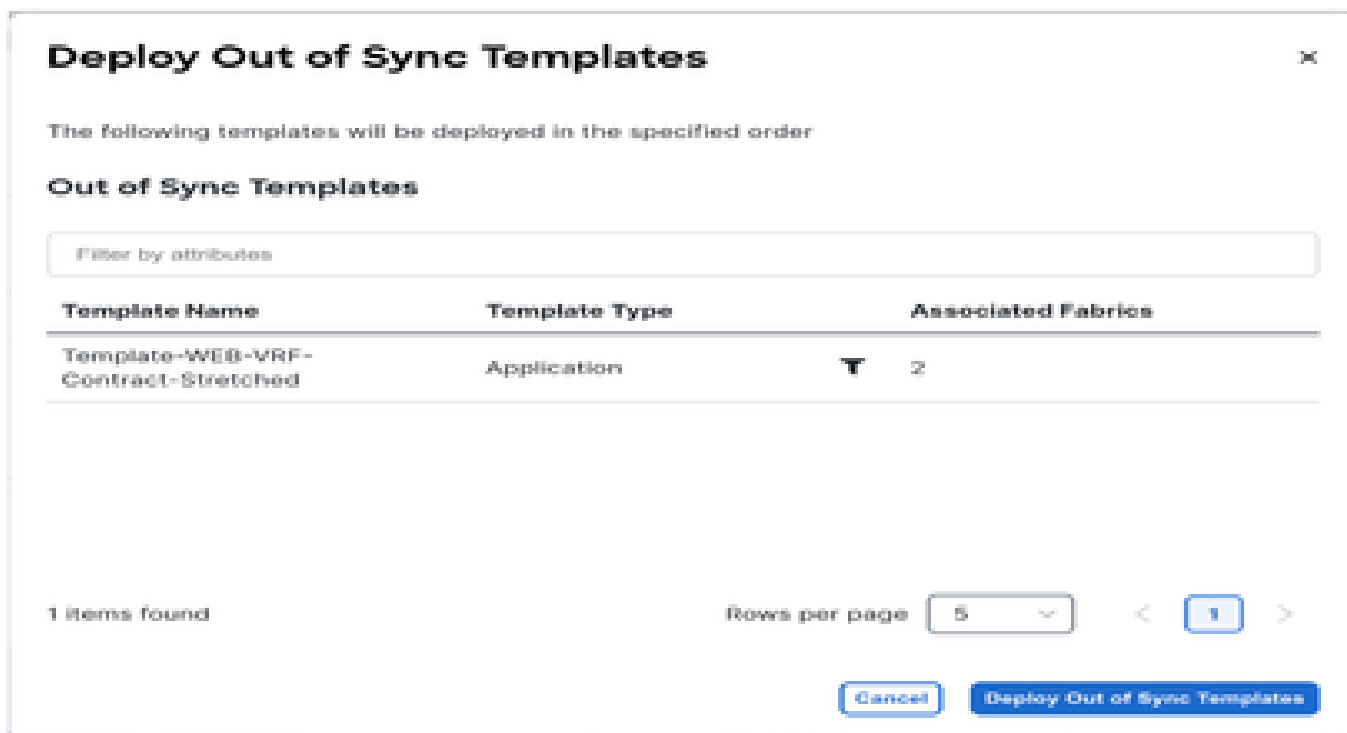 Deploy Out of Sync Templates
The following templates will be deployed in the specified order
Out of Sync Templates
Filter by attributes
Template Name Template Type Associated Fabrics
Template-WEB-VRF-
Contract-Stretched Application 2
1 items found Rows per page 5 1
Cancel Deploy Out of Sync Templates